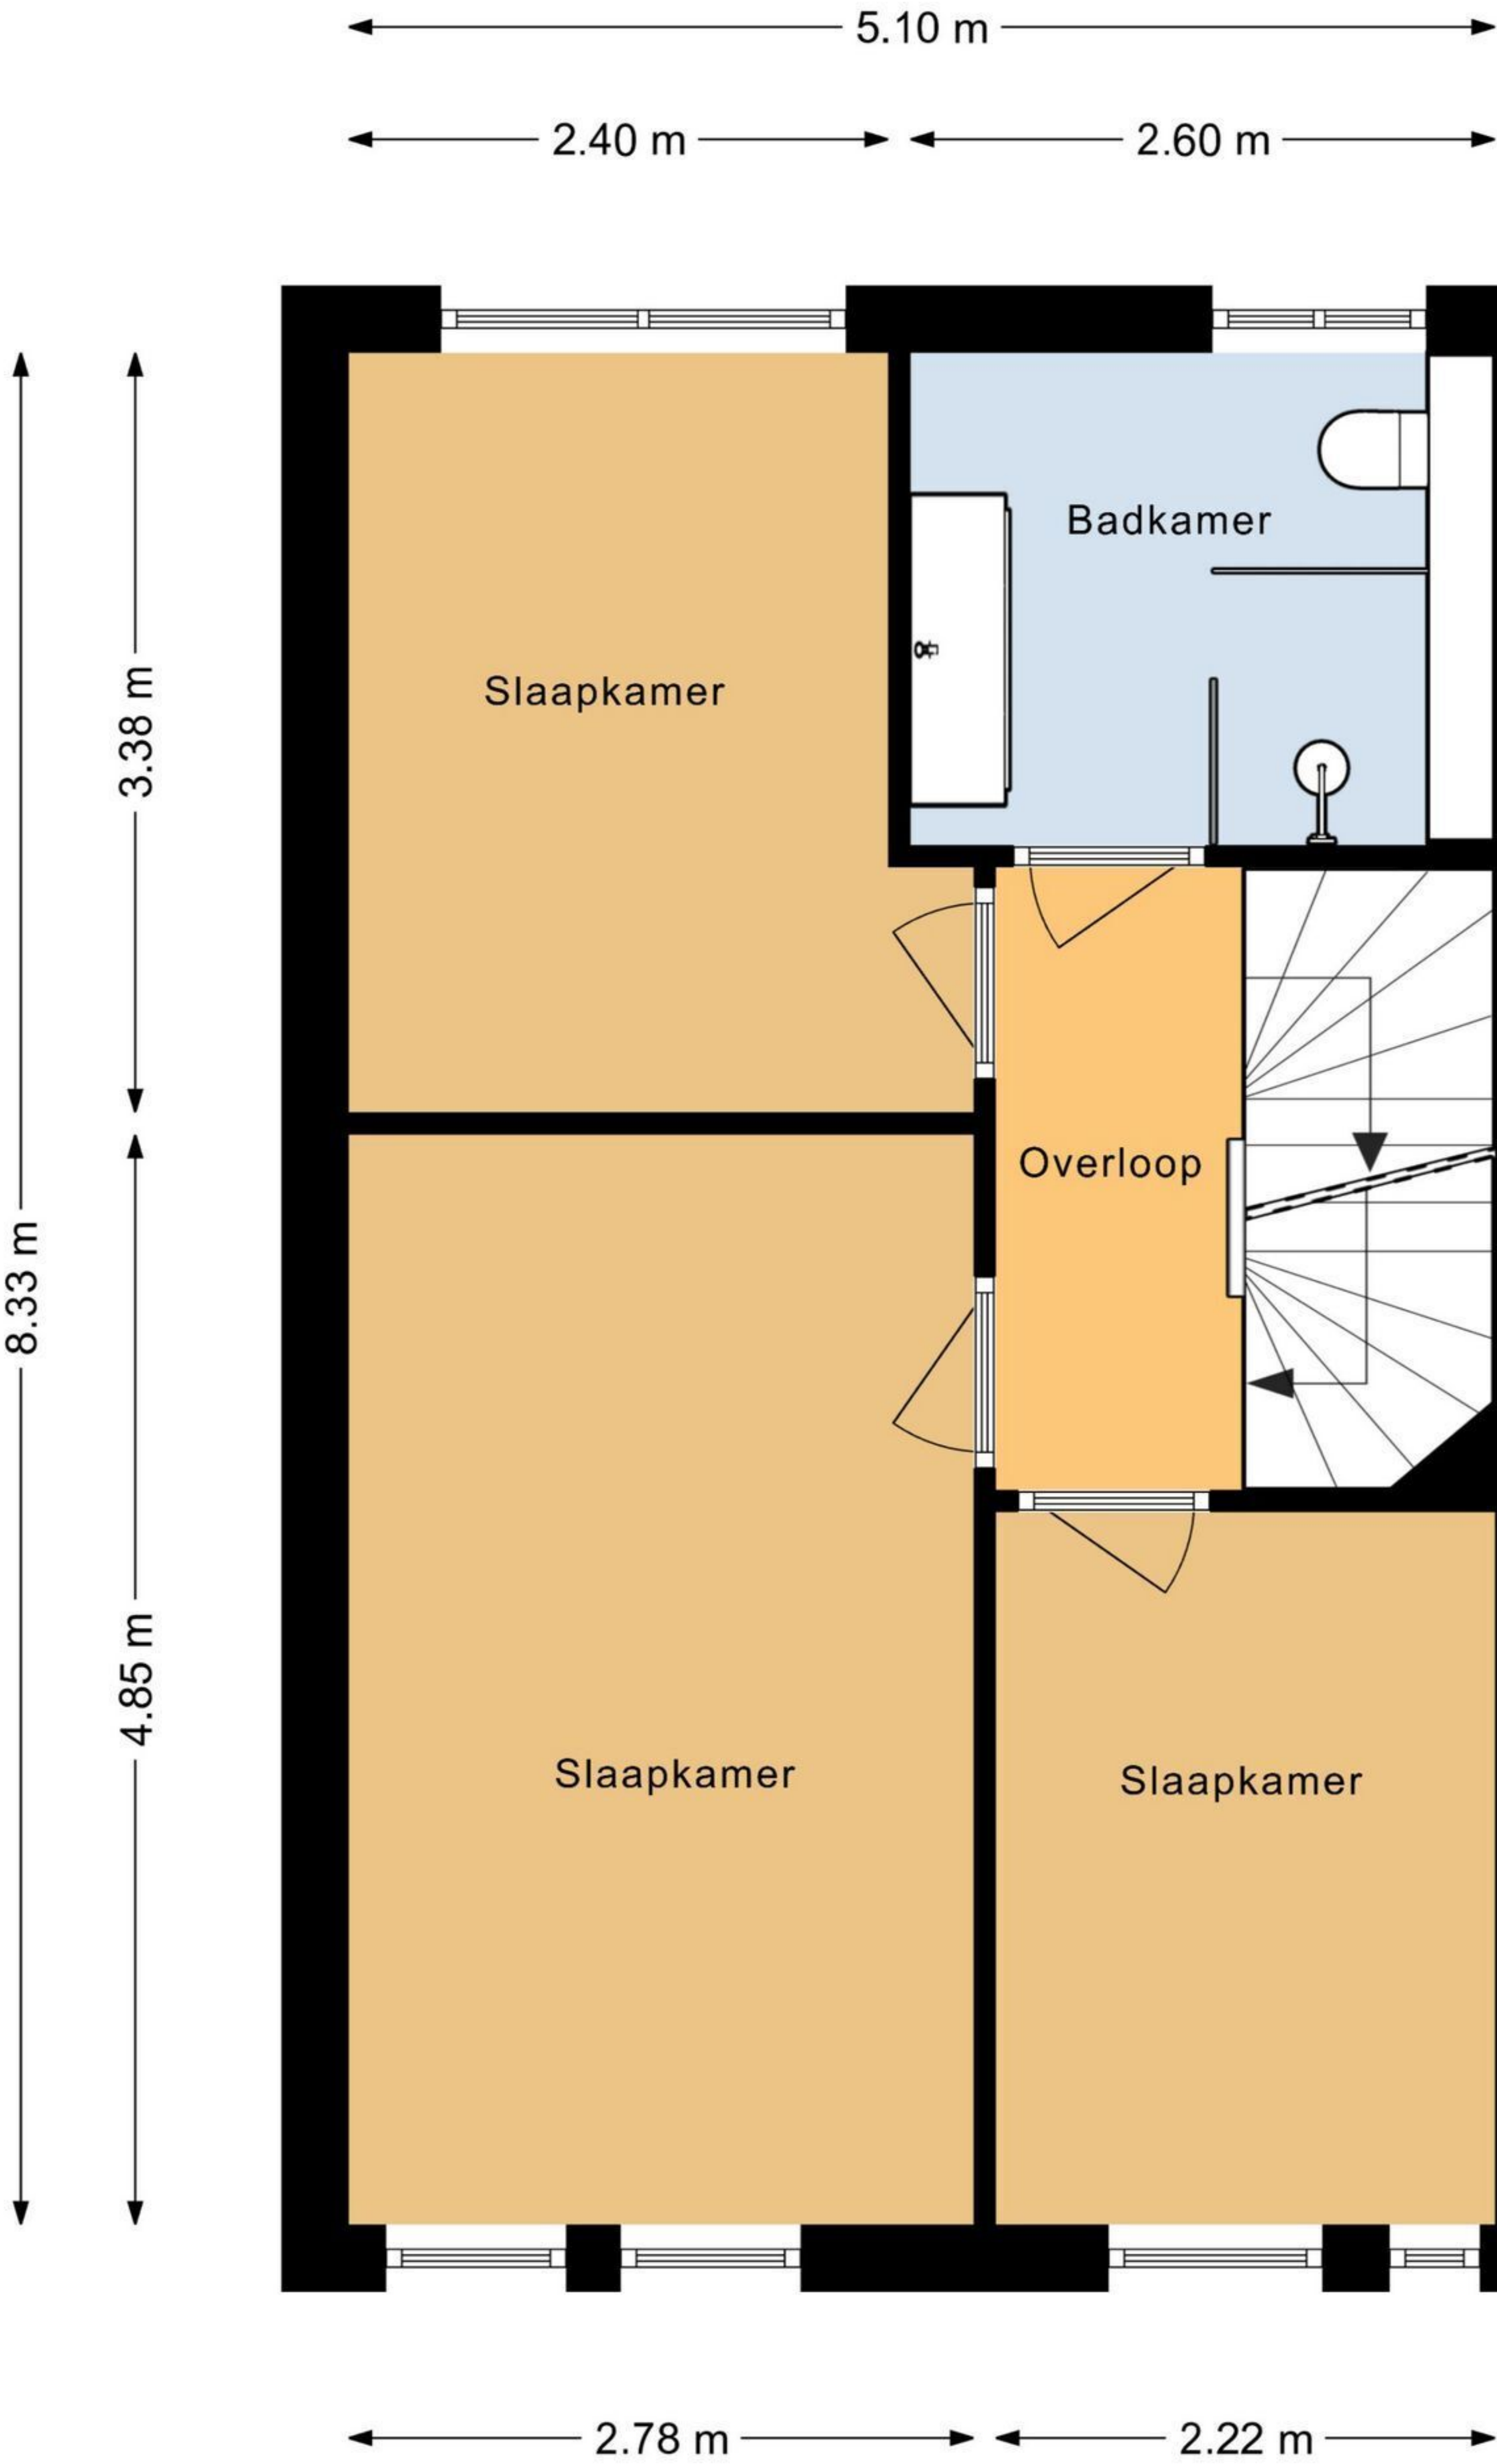 5.10 m
2.40 m
2.60 m
Badkamer
Slaapkamer
3.38 m
Overloop
8.33 m
4.85 m
Slaapkamer
Slaapkamer
2.78 m
2.22 m